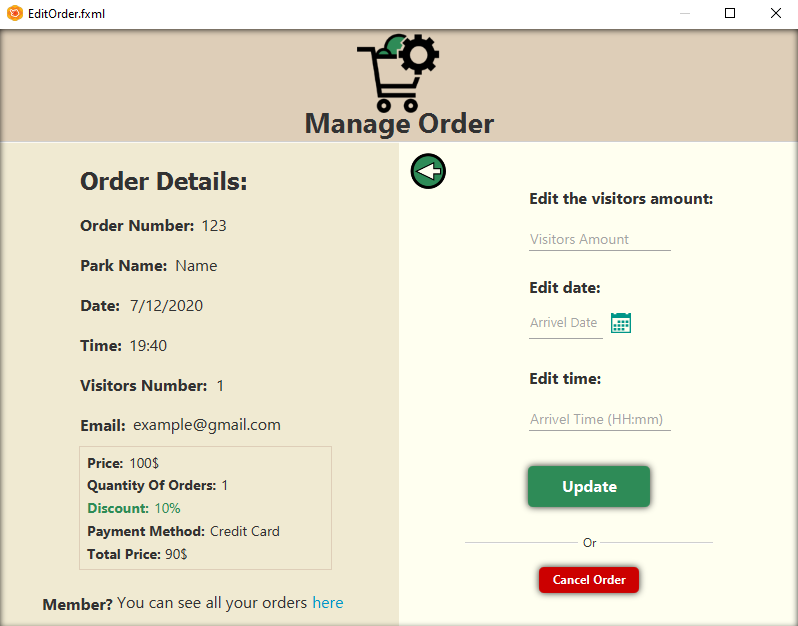 EditOrder.fxml
Manage Order
Order Details:
Order Number: 123
Park Name: Name
Date: 7/12/2020
Time: 19:40
Visitors Number: 1
Email: example@gmail.com
Price: 100$
Quantity Of Orders: 1
Discount: 10%
Payment Method: Credit Card
Total Price: 90$
Member? You can see all your orders here
Edit the visitors amount:
Visitors Amount
Edit date:
Arrivel Date
Edit time:
Arrivel Time (HH:mm)
Update
Or
Cancel Order